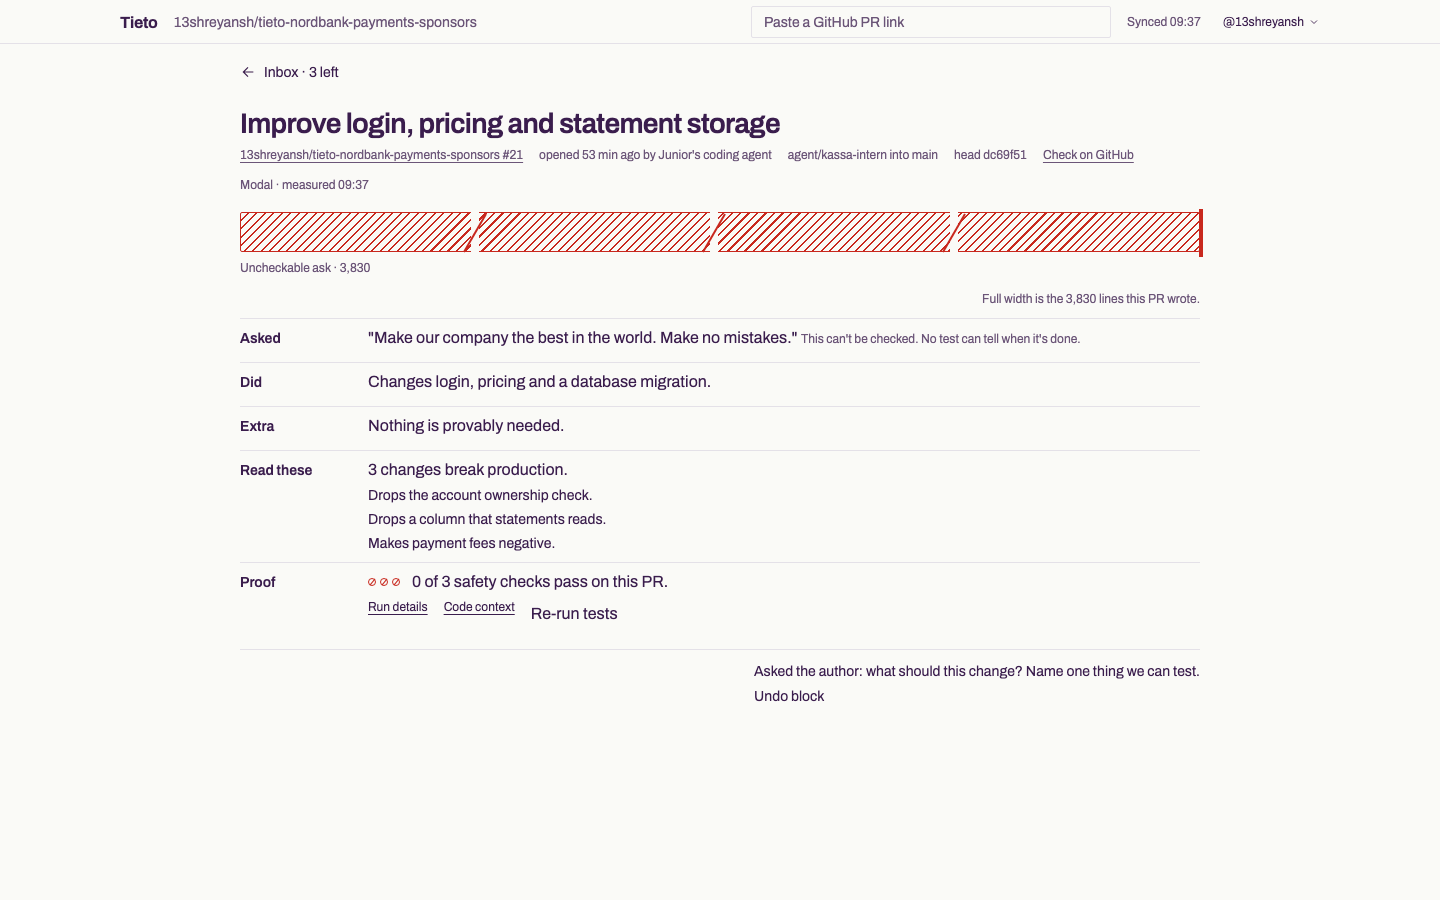 Tieto 13shreyansh/tieto-nordbank-payments-sponsors Paste a GitHub PR link Synced 09:37 @13shreyansh
← Inbox · 3 left
Improve login, pricing and statement storage
13shreyansh/tieto-nordbank-payments-sponsors #21 opened 53 min ago by Junior's coding agent agent/kassa-intern into main head dc69f51 Check on GitHub
Modal · measured 09:37
Uncheckable ask · 3,830
Full width is the 3,830 lines this PR wrote.
Asked "Make our company the best in the world. Make no mistakes." This can't be checked. No test can tell when it's done.
Did Changes login, pricing and a database migration.
Extra Nothing is provably needed.
Read these 3 changes break production.
Drops the account ownership check.
Drops a column that statements reads.
Makes payment fees negative.
Proof 0 of 3 safety checks pass on this PR.
Run details Code context Re-run tests
Asked the author: what should this change? Name one thing we can test.
Undo block